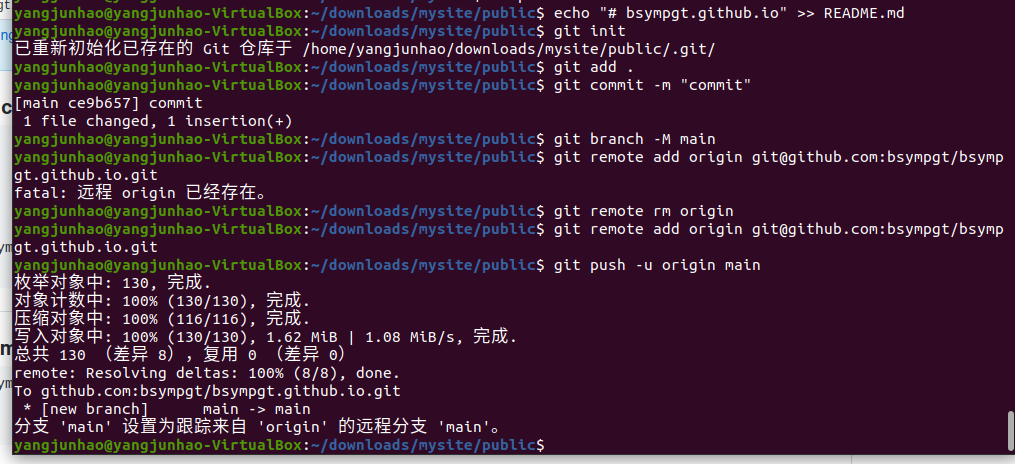 yangjunhao@yangjunhao-VirtualBox:~/downloads/mysite/public$ echo "# bsympgt.github.io" >> README.md
yangjunhao@yangjunhao-VirtualBox:~/downloads/mysite/public$ git init
已重新初始化已存在的 Git 仓库于 /home/yangjunhao/downloads/mysite/public/.git/
yangjunhao@yangjunhao-VirtualBox:~/downloads/mysite/public$ git add .
yangjunhao@yangjunhao-VirtualBox:~/downloads/mysite/public$ git commit -m "commit"
[main ce9b657] commit
 1 file changed, 1 insertion(+)
yangjunhao@yangjunhao-VirtualBox:~/downloads/mysite/public$ git branch -M main
yangjunhao@yangjunhao-VirtualBox:~/downloads/mysite/public$ git remote add origin git@github.com:bsympgt/bsymp
gt.github.io.git
fatal: 远程 origin 已经存在。
yangjunhao@yangjunhao-VirtualBox:~/downloads/mysite/public$ git remote rm origin
yangjunhao@yangjunhao-VirtualBox:~/downloads/mysite/public$ git remote add origin git@github.com:bsympgt/bsymp
gt.github.io.git
yangjunhao@yangjunhao-VirtualBox:~/downloads/mysite/public$ git push -u origin main
枚举对象中: 130, 完成.
对象计数中: 100% (130/130), 完成.
压缩对象中: 100% (116/116), 完成.
写入对象中: 100% (130/130), 1.62 MiB | 1.08 MiB/s, 完成.
总共 130 （差异 8），复用 0 （差异 0）
remote: Resolving deltas: 100% (8/8), done.
To github.com:bsympgt/bsympgt.github.io.git
 * [new branch]      main -> main
分支 'main' 设置为跟踪来自 'origin' 的远程分支 'main'。
yangjunhao@yangjunhao-VirtualBox:~/downloads/mysite/public$